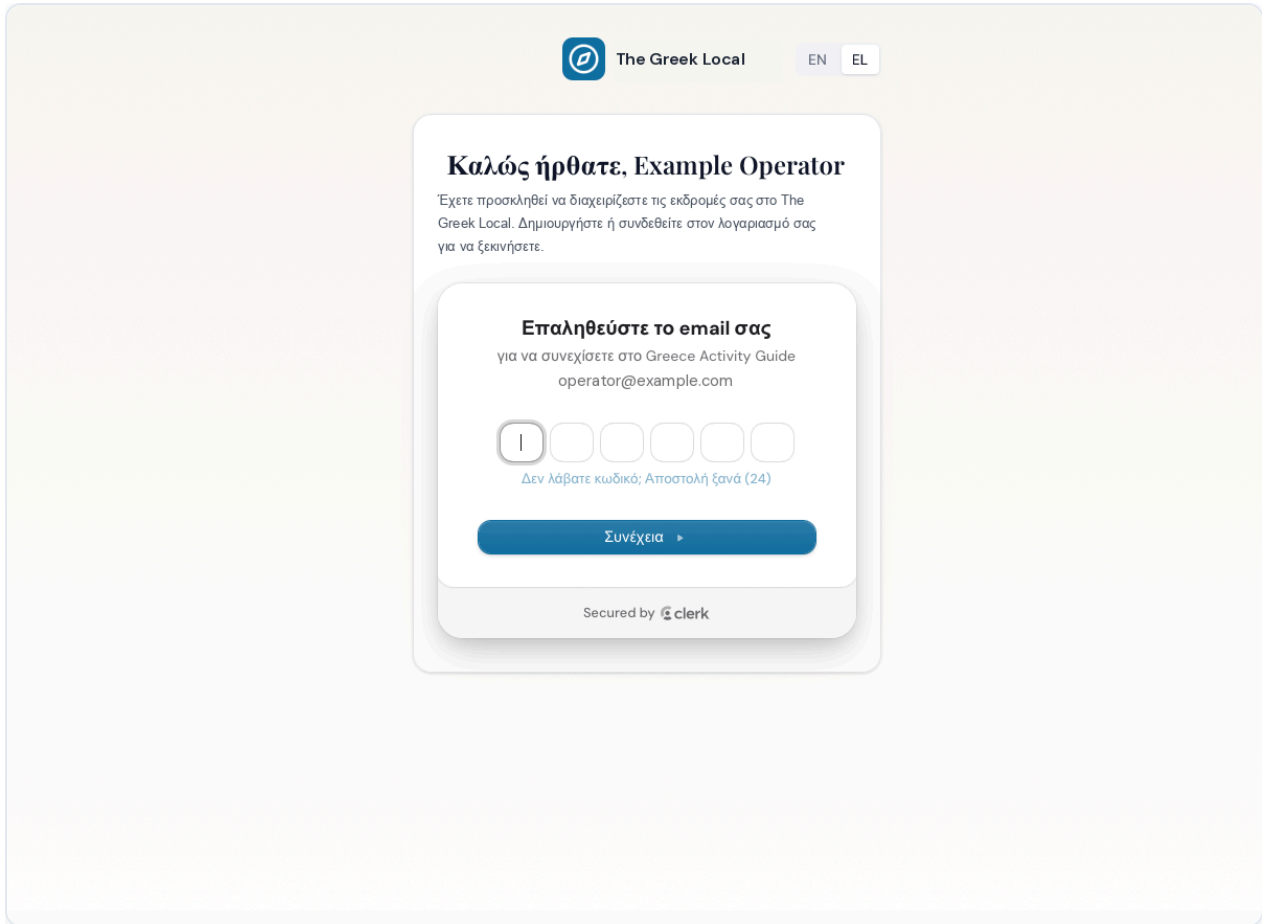 The Greek Local
EN EL
Καλώς ήρθατε, Example Operator
Έχετε προσκληθεί να διαχειρίζεστε τις εκδρομές σας στο The
Greek Local. Δημιουργήστε ή συνδεθείτε στον λογαριασμό σας
για να ξεκινήσετε.
Επαληθεύστε το email σας
για να συνεχίσετε στο Greece Activity Guide
operator@example.com
Δεν λάβατε κωδικό; Αποστολή ξανά (24)
Συνέχεια
Secured by clerk